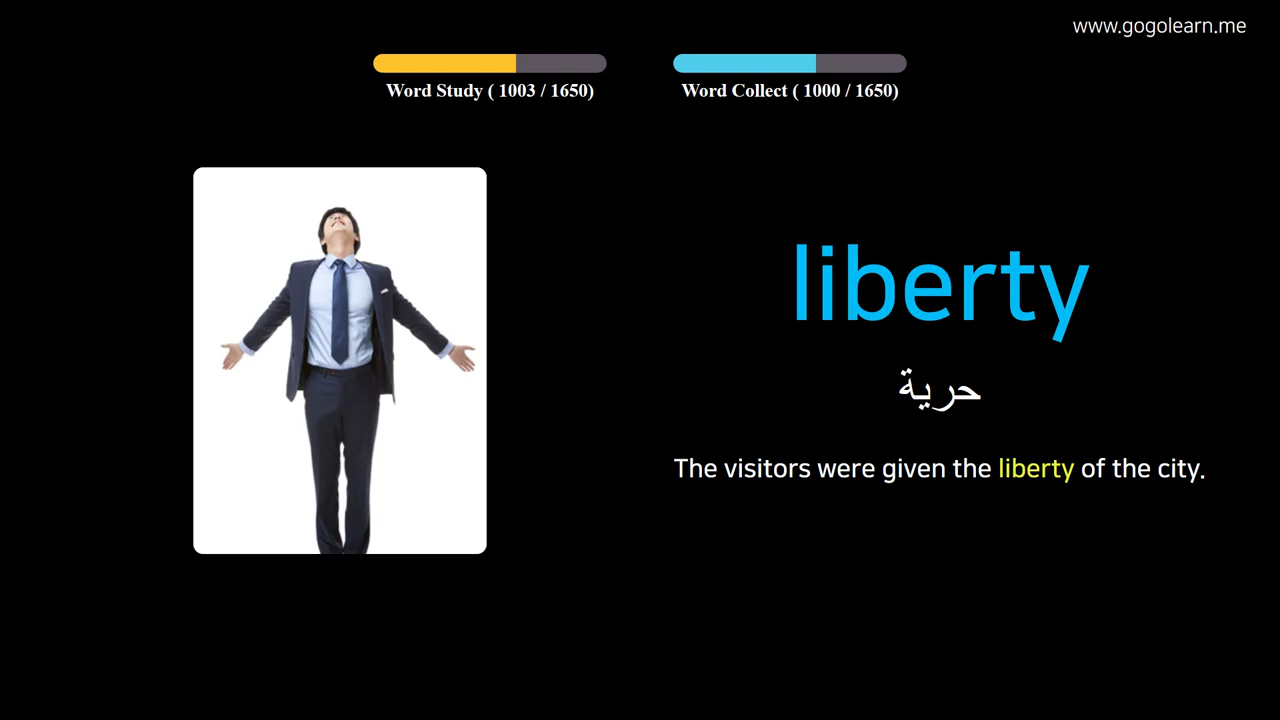 www.gogolearn.me
Word Study ( 1003 / 1650)
Word Collect ( 1000 / 1650)
liberty
حرية
The visitors were given the liberty of the city.